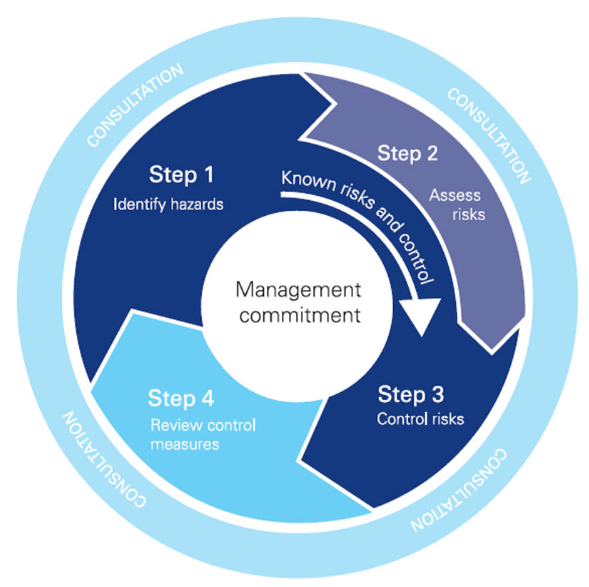 CONSULTATION
CONSULTATION
Step 1
Identify hazards
Step 2
Assess
risks
Known risks and control
Management
commitment
Step 3
Control risks
Step 4
Review control
measures
CONSULTATION
CONSULTATION